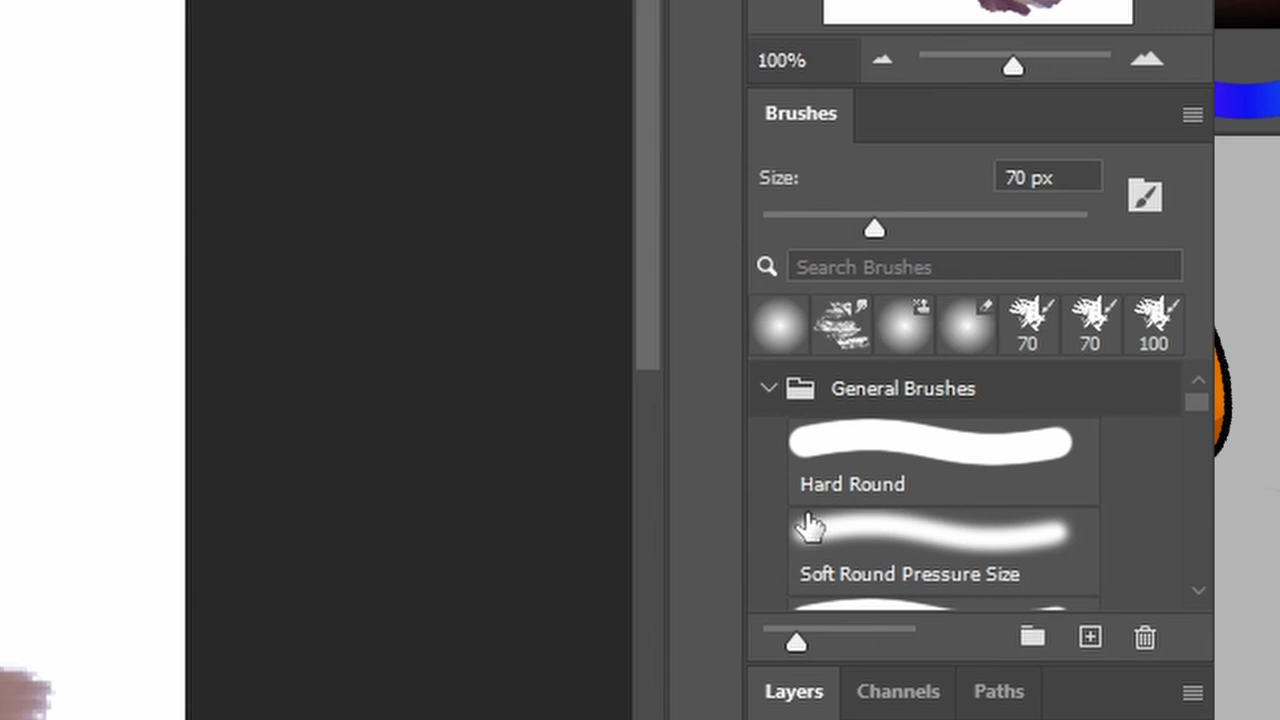 100%
Brushes
Size:
70 px
Search Brushes
70
70
100
General Brushes
Hard Round
Soft Round Pressure Size
Layers
Channels
Paths